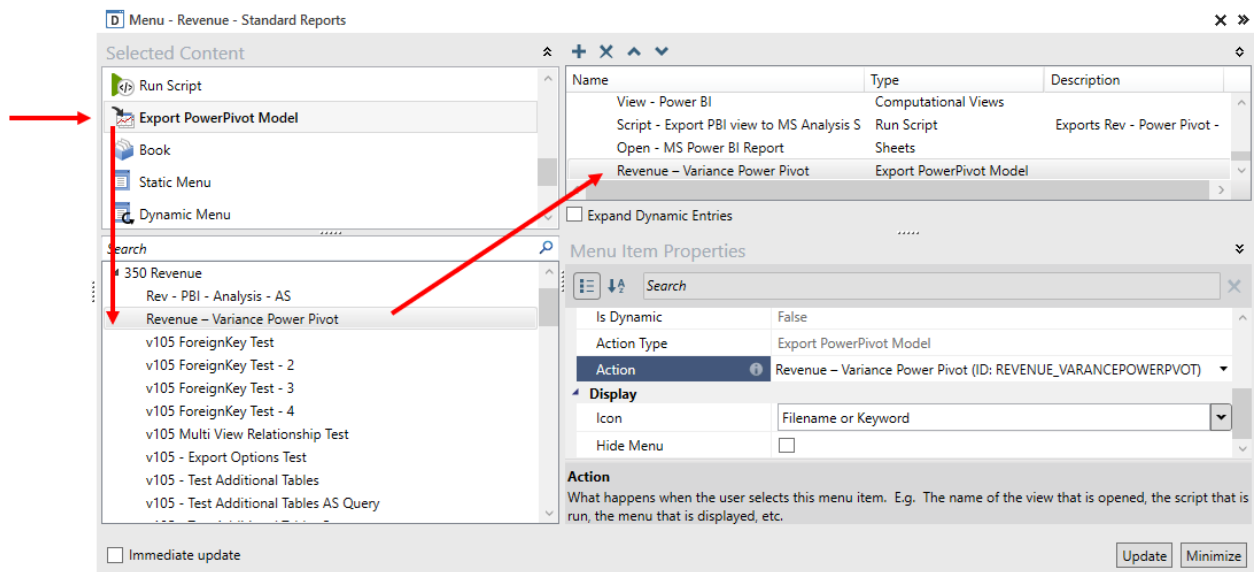 D Menu - Revenue - Standard Reports
Selected Content
Run Script
Export PowerPivot Model
Book
Static Menu
Dynamic Menu
Search
350 Revenue
Rev - PBI - Analysis - AS
Revenue – Variance Power Pivot
v105 ForeignKey Test
v105 ForeignKey Test - 2
v105 ForeignKey Test - 3
v105 ForeignKey Test - 4
v105 Multi View Relationship Test
v105 - Export Options Test
v105 - Test Additional Tables
v105 - Test Additional Tables AS Query
Immediate update
Name Type Description
View - Power BI Computational Views
Script - Export PBI view to MS Analysis S Run Script Exports Rev - Power Pivot -
Open - MS Power BI Report Sheets
Revenue – Variance Power Pivot Export PowerPivot Model
Expand Dynamic Entries
Menu Item Properties
Search
Is Dynamic False
Action Type Export PowerPivot Model
Action Revenue – Variance Power Pivot (ID: REVENUE_VARANCEPOWERPVOT)
Display
Icon Filename or Keyword
Hide Menu
Action
What happens when the user selects this menu item. E.g. The name of the view that is opened, the script that is
run, the menu that is displayed, etc.
Update Minimize